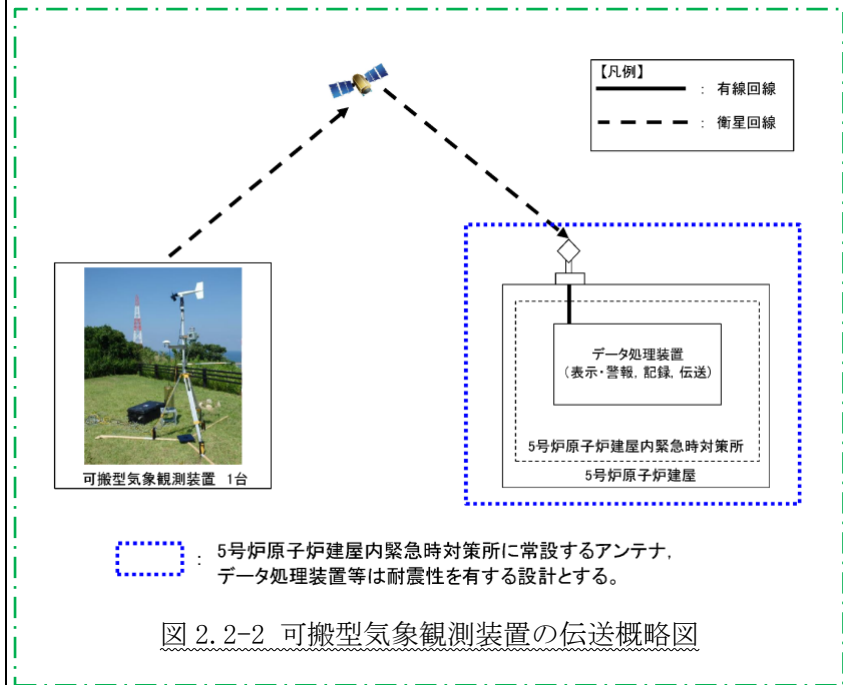 【凡例】
： 有線回線
： 衛星回線
データ処理装置
（表示・警報, 記録, 伝送）
5号炉原子炉建屋内緊急時対策所
5号炉原子炉建屋
可搬型気象観測装置 1台
： 5号炉原子炉建屋内緊急時対策所に常設するアンテナ,
データ処理装置等は耐震性を有する設計とする。
図 2.2-2 可搬型気象観測装置の伝送概略図